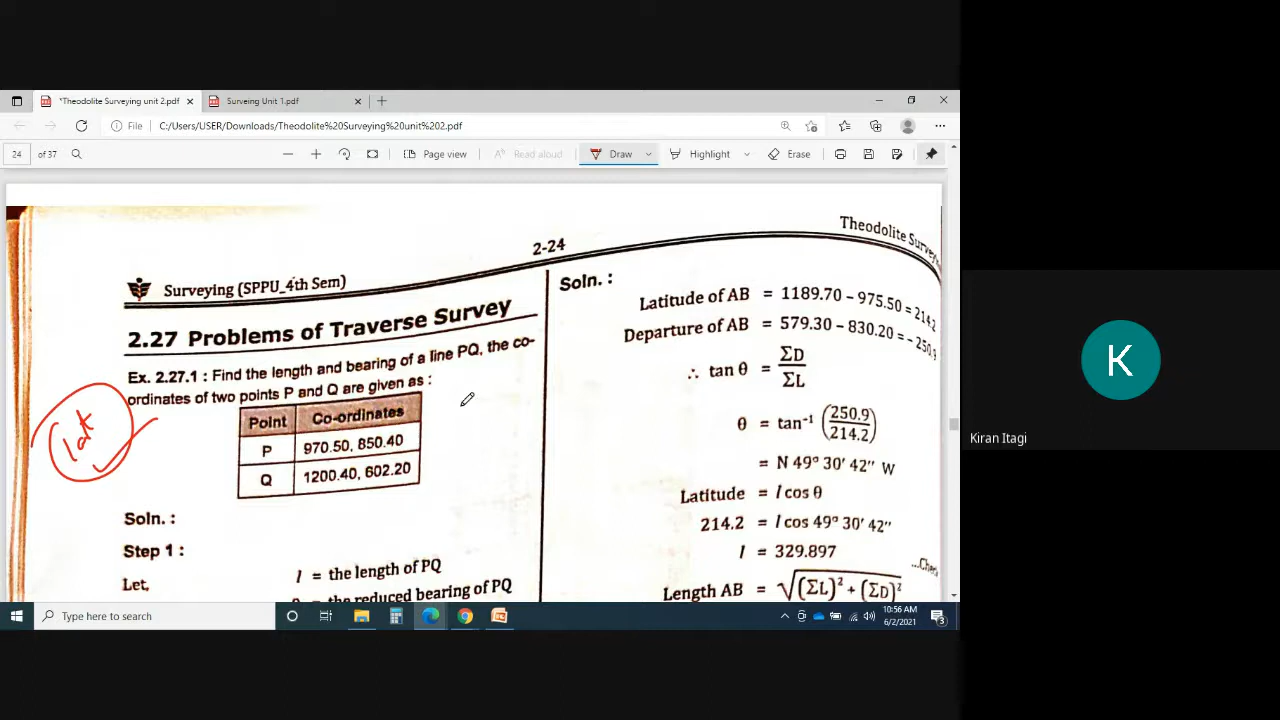 *Theodolite Surveying unit 2.pdf
Surveing Unit 1.pdf
File
C:/Users/USER/Downloads/Theodolite%20Surveying%20unit%202.pdf
24 of 37
Page view
Read aloud
Draw
Highlight
Erase
Theodolite Survey
2-24
Surveying (SPPU_4th Sem)
2.27 Problems of Traverse Survey
Ex. 2.27.1 : Find the length and bearing of a line PQ, the co-
ordinates of two points P and Q are given as :
Point Co-ordinates
P 970.50, 850.40
Q 1200.40, 602.20
lat
Soln. :
Step 1 :
Let,
l = the length of PQ
the reduced bearing of PQ
Soln. :
Latitude of AB = 1189.70 – 975.50 = 214.2
Departure of AB = 579.30 – 830.20 = – 250.9
∴ tan θ = ΣD / ΣL
θ = tan⁻¹ (250.9 / 214.2)
= N 49° 30′ 42″ W
Latitude = l cos θ
214.2 = l cos 49° 30′ 42″
l = 329.897
Length AB = √(ΣL)² + (ΣD)²
K
Kiran Itagi
Type here to search
10:56 AM
6/2/2021
3